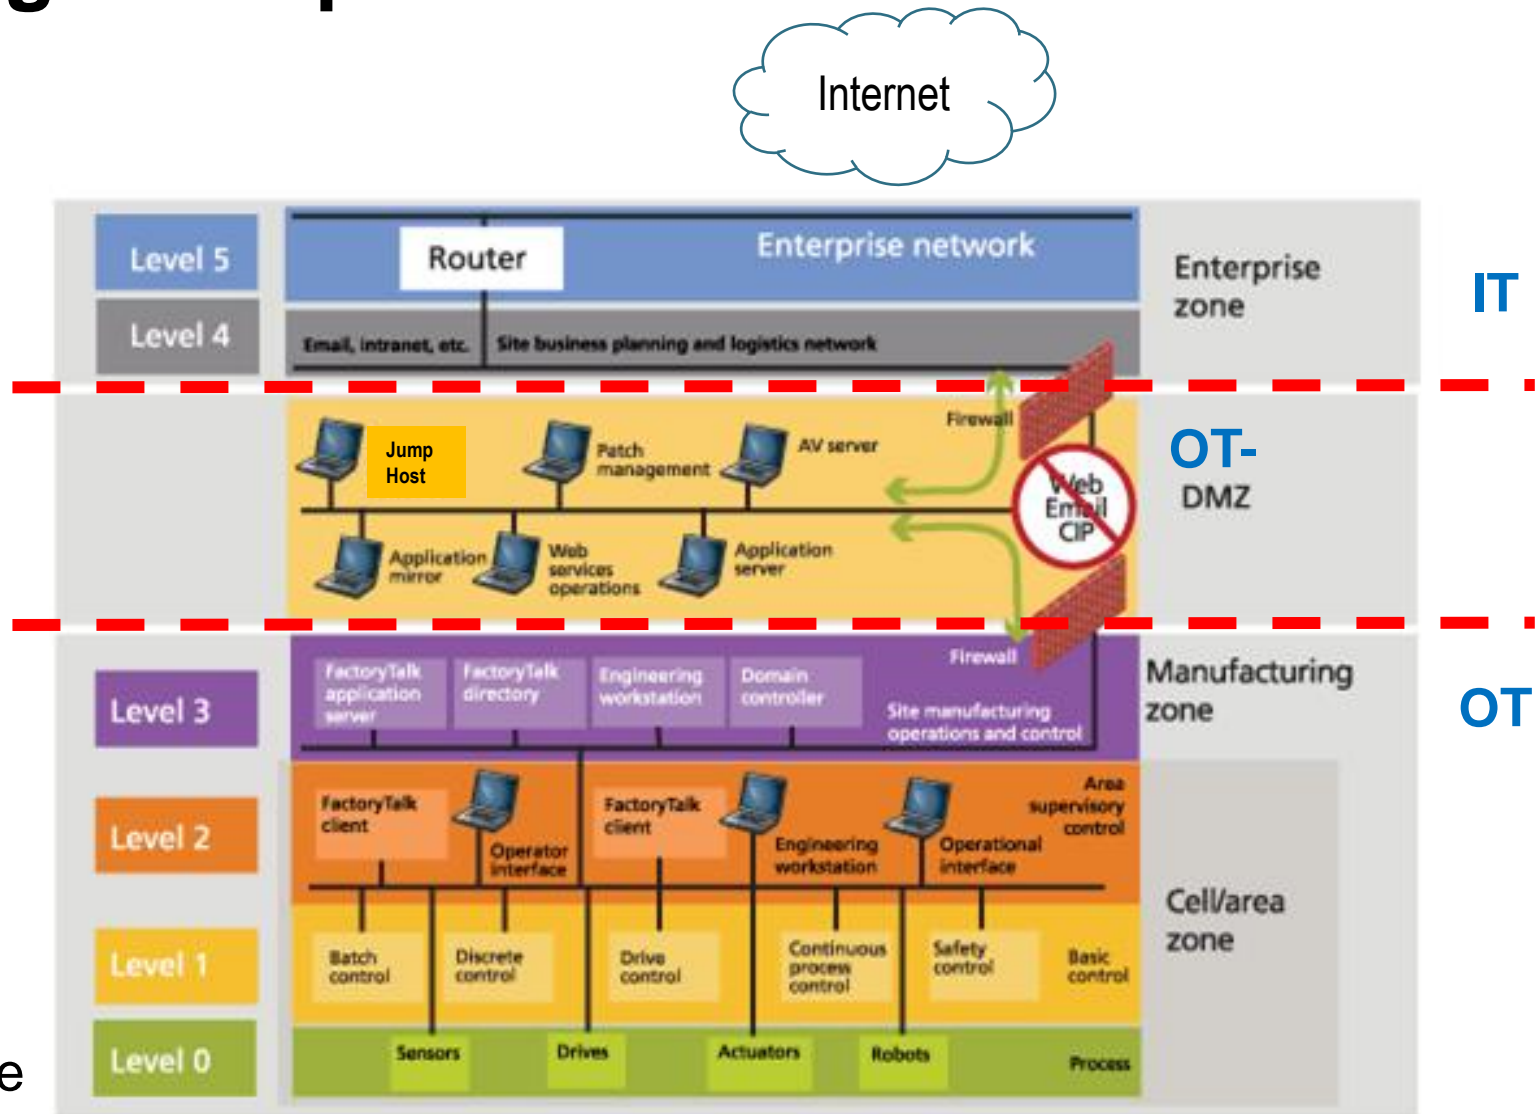 Internet
Level 5
Router
Enterprise network
Enterprise
zone
IT
Level 4
Email, intranet, etc.
Site business planning and logistics network
Firewall
Jump
Host
Patch
management
AV server
OT-
DMZ
Web
Email
CIP
Application
mirror
Web
services
operations
Application
server
Firewall
Level 3
FactoryTalk
application
server
FactoryTalk
directory
Engineering
workstation
Domain
controller
Site manufacturing
operations and control
Manufacturing
zone
OT
Level 2
FactoryTalk
client
Operator
interface
FactoryTalk
client
Engineering
workstation
Operational
interface
Area
supervisory
control
Cell/area
zone
Level 1
Batch
control
Discrete
control
Drive
control
Continuous
process
control
Safety
control
Basic
control
e
Level 0
Sensors
Drives
Actuators
Robots
Process